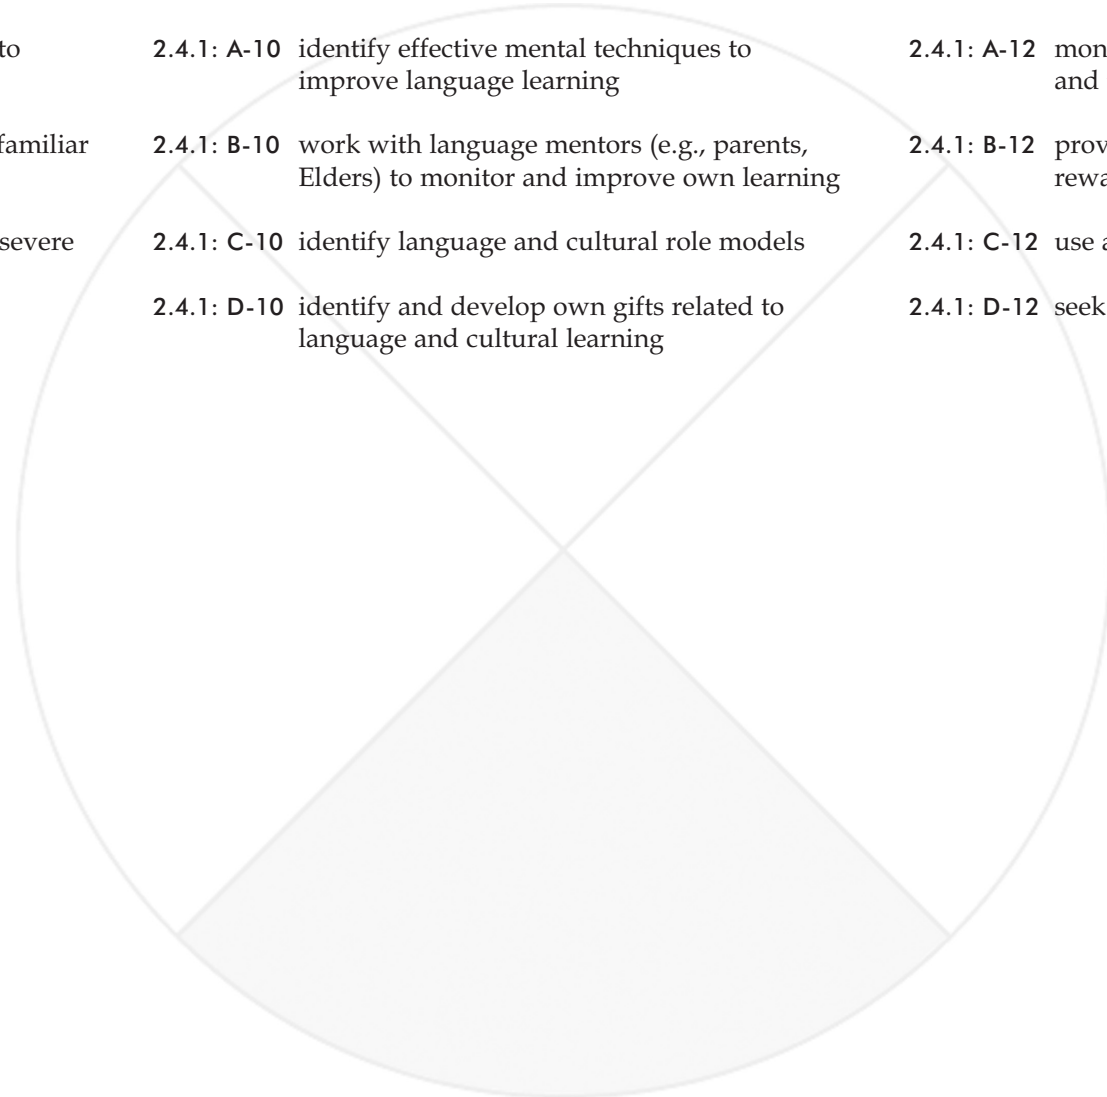 to
familiar
severe
2.4.1: A-10 identify effective mental techniques to
improve language learning
2.4.1: B-10 work with language mentors (e.g., parents,
Elders) to monitor and improve own learning
2.4.1: C-10 identify language and cultural role models
2.4.1: D-10 identify and develop own gifts related to
language and cultural learning
2.4.1: A-12 mon
and
2.4.1: B-12 prov
rewa
2.4.1: C-12 use a
2.4.1: D-12 seek